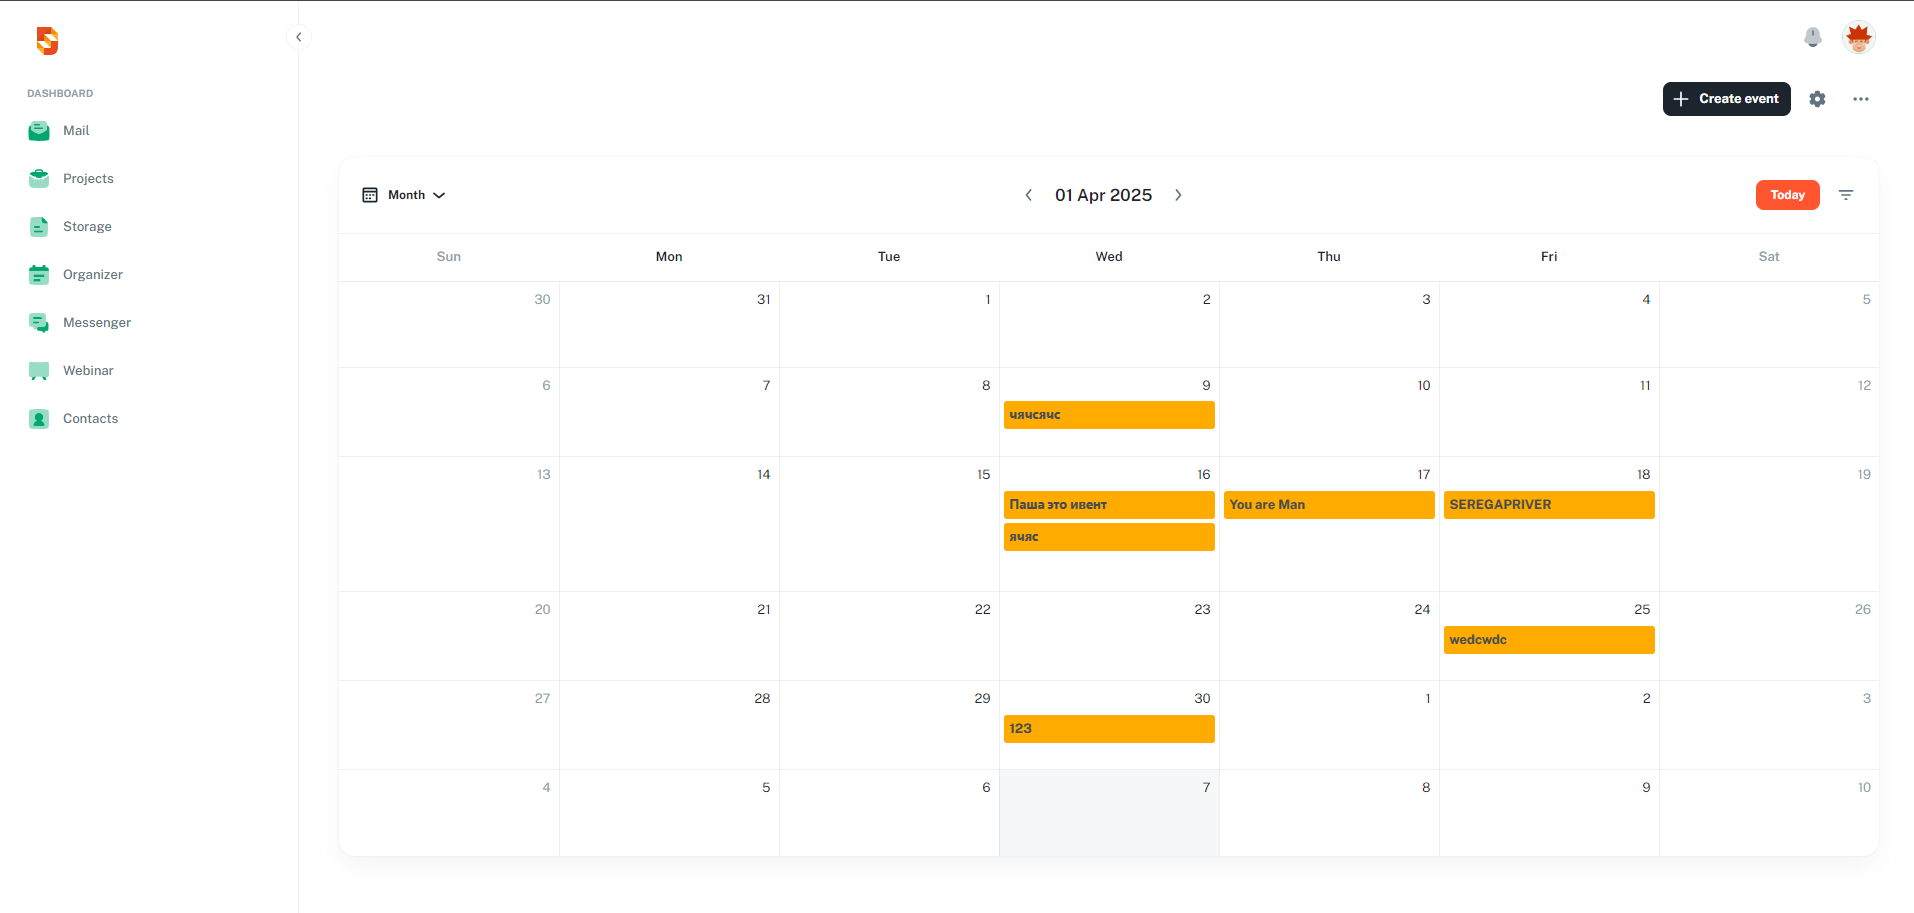 DASHBOARD
Mail
Projects
Storage
Organizer
Messenger
Webinar
Contacts
Create event
Month
01 Apr 2025
Today
Sun Mon Tue Wed Thu Fri Sat
30 31 1 2 3 4 5
6 7 8 9 10 11 12
чячсячс
13 14 15 16 17 18 19
Паша это ивент You are Man SEREGAPRIVER
ячяс
20 21 22 23 24 25 26
wedcwdc
27 28 29 30 1 2 3
123
4 5 6 7 8 9 10